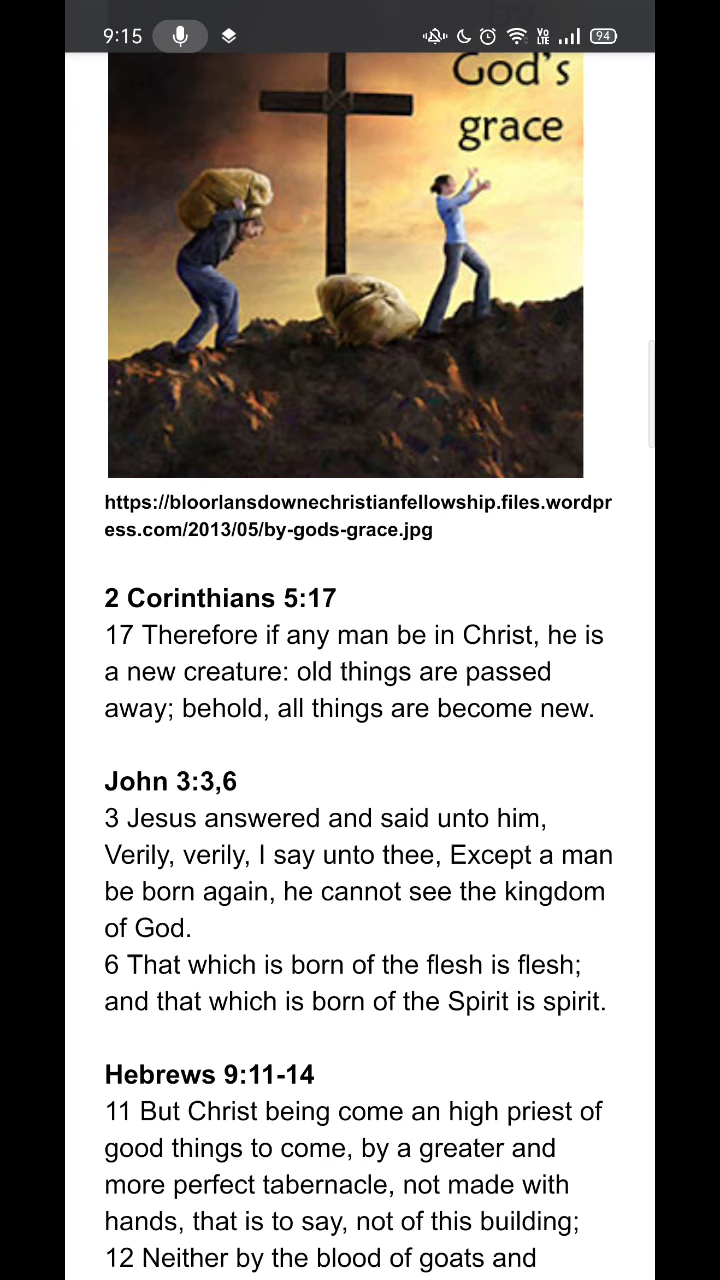 9:15
Vo
LTE
94
by
God's
grace
https://bloorlansdownechristianfellowship.files.wordpr
ess.com/2013/05/by-gods-grace.jpg
2 Corinthians 5:17
17 Therefore if any man be in Christ, he is
a new creature: old things are passed
away; behold, all things are become new.
John 3:3,6
3 Jesus answered and said unto him,
Verily, verily, I say unto thee, Except a man
be born again, he cannot see the kingdom
of God.
6 That which is born of the flesh is flesh;
and that which is born of the Spirit is spirit.
Hebrews 9:11-14
11 But Christ being come an high priest of
good things to come, by a greater and
more perfect tabernacle, not made with
hands, that is to say, not of this building;
12 Neither by the blood of goats and